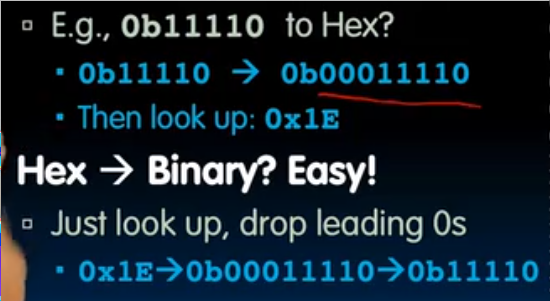 E.g., 0b11110 to Hex?
0b11110 → 0b00011110
Then look up: 0x1E
Hex → Binary? Easy!
Just look up, drop leading 0s
0x1E→0b00011110→0b11110